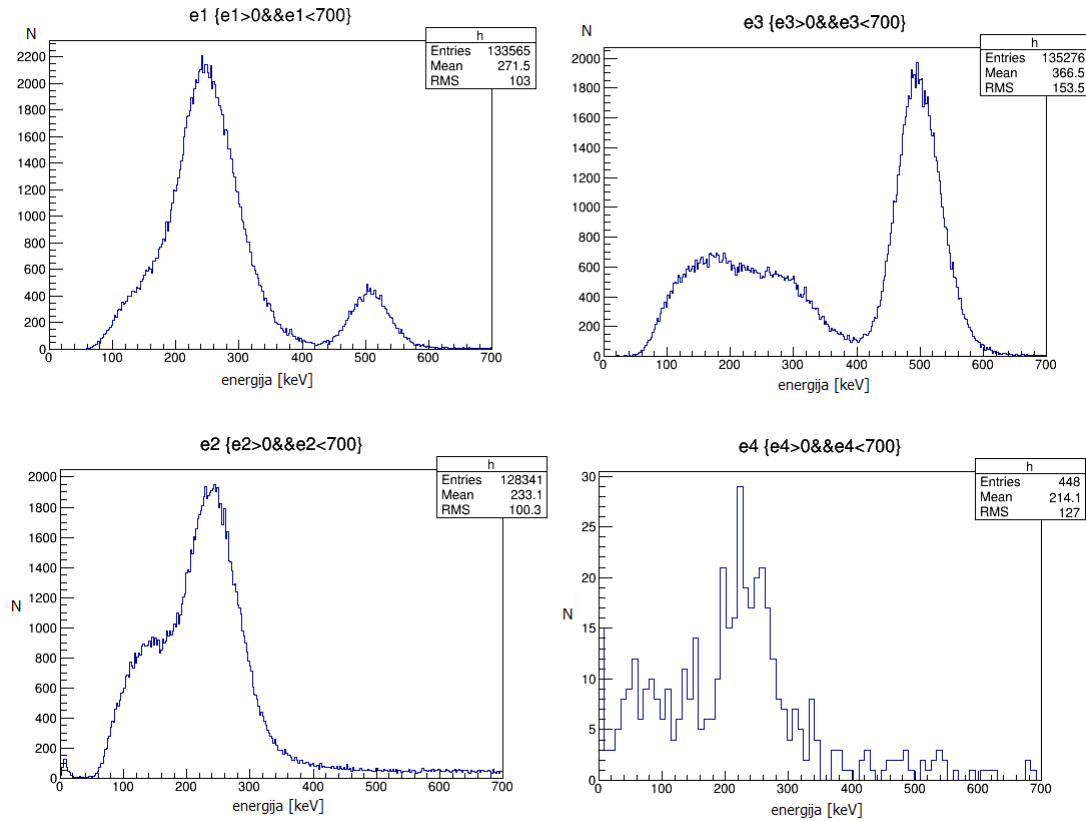 e1 {e1>0&&e1<700}
N
h
Entries 133565
Mean 271.5
RMS 103
2200
2000
1800
1600
1400
1200
1000
800
600
400
200
0
0 100 200 300 400 500 600 700
energija [keV]
e3 {e3>0&&e3<700}
N
h
Entries 135276
Mean 366.5
RMS 153.5
2000
1800
1600
1400
1200
1000
800
600
400
200
0
0 100 200 300 400 500 600 700
energija [keV]
e2 {e2>0&&e2<700}
h
Entries 128341
Mean 233.1
RMS 100.3
2000
1800
1600
1400
1200
N
1000
800
600
400
200
0
0 100 200 300 400 500 600 700
energija [keV]
e4 {e4>0&&e4<700}
h
Entries 448
Mean 214.1
RMS 127
30
25
20
N
15
10
5
0
0 100 200 300 400 500 600 700
energija [keV]